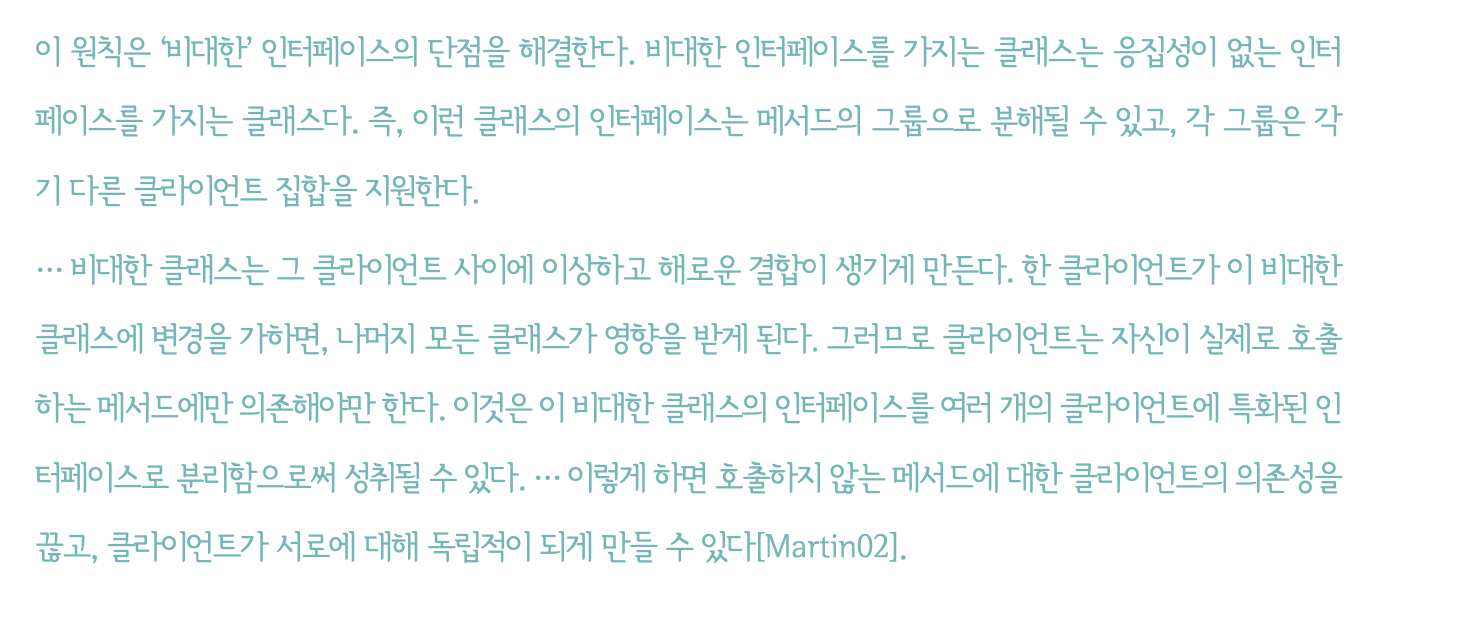 이 원칙은 ‘비대한’ 인터페이스의 단점을 해결한다. 비대한 인터페이스를 가지는 클래스는 응집성이 없는 인터
페이스를 가지는 클래스다. 즉, 이런 클래스의 인터페이스는 메서드의 그룹으로 분해될 수 있고, 각 그룹은 각
기 다른 클라이언트 집합을 지원한다.
… 비대한 클래스는 그 클라이언트 사이에 이상하고 해로운 결합이 생기게 만든다. 한 클라이언트가 이 비대한
클래스에 변경을 가하면, 나머지 모든 클래스가 영향을 받게 된다. 그러므로 클라이언트는 자신이 실제로 호출
하는 메서드에만 의존해야만 한다. 이것은 이 비대한 클래스의 인터페이스를 여러 개의 클라이언트에 특화된 인
터페이스로 분리함으로써 성취될 수 있다. … 이렇게 하면 호출하지 않는 메서드에 대한 클라이언트의 의존성을
끊고, 클라이언트가 서로에 대해 독립적이 되게 만들 수 있다[Martin02].